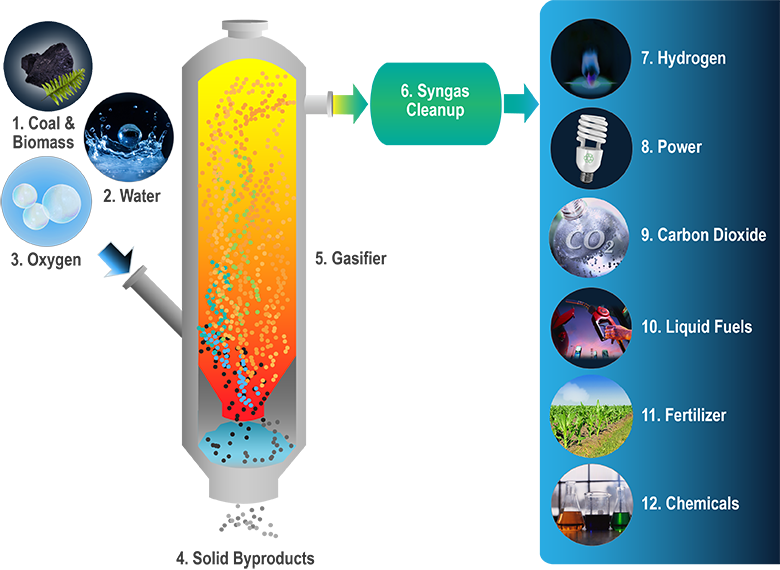 1. Coal &
Biomass
2. Water
3. Oxygen
4. Solid Byproducts
5. Gasifier
6. Syngas
Cleanup
7. Hydrogen
8. Power
CO2
9. Carbon Dioxide
10. Liquid Fuels
11. Fertilizer
12. Chemicals